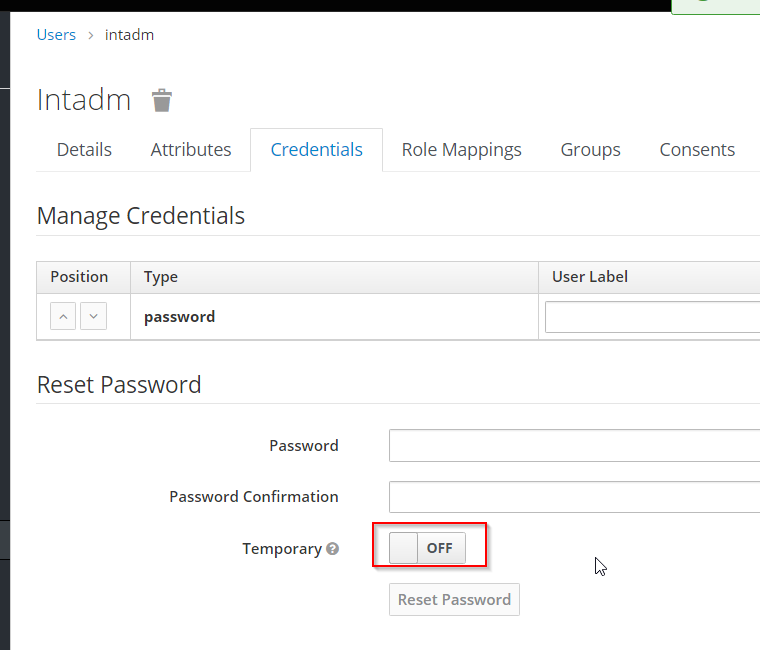 Users > intadm
Intadm
Details Attributes Credentials Role Mappings Groups Consents
Manage Credentials
Position Type User Label
password
Reset Password
Password
Password Confirmation
Temporary OFF
Reset Password